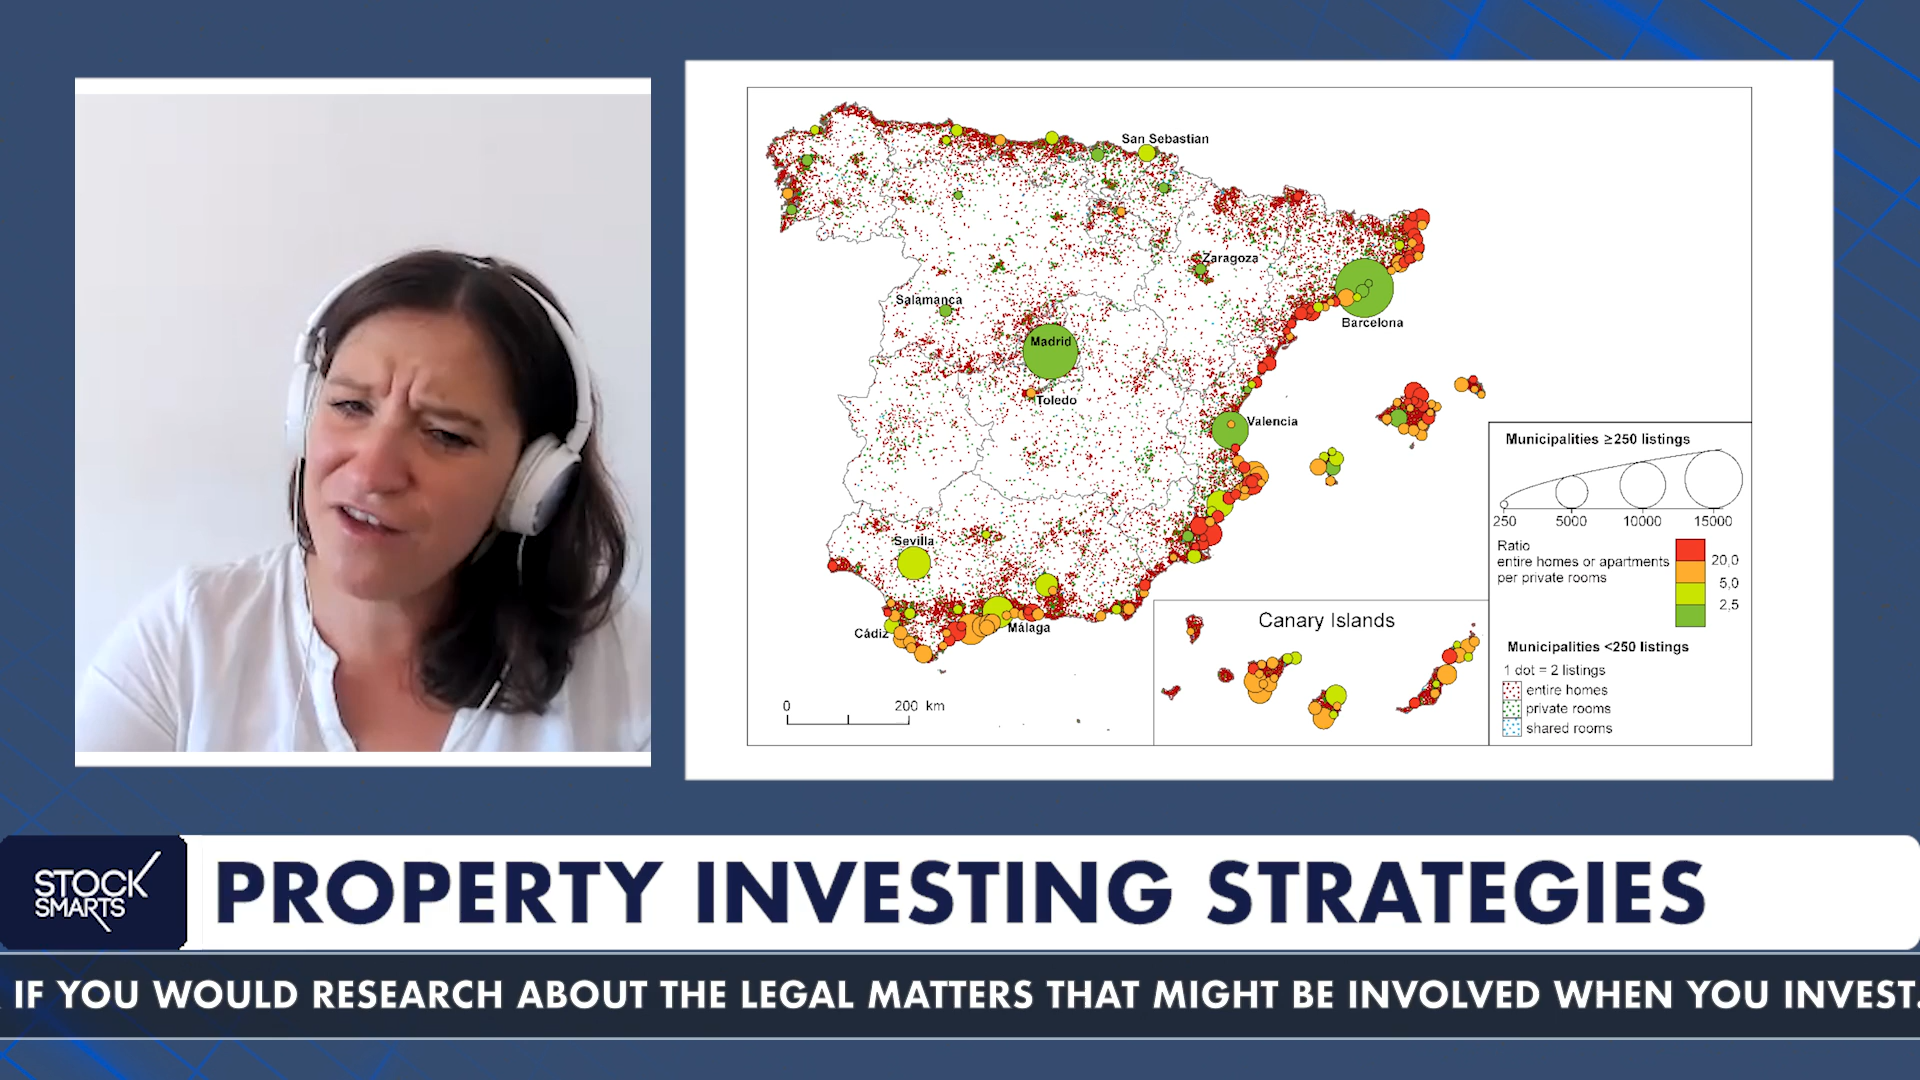 San Sebastian
Zaragoza
Salamanca
Barcelona
Madrid
Toledo
Valencia
Sevilla
Cádiz
Málaga
0 200 km
Canary Islands
Municipalities ≥250 listings
250 5000 10000 15000
Ratio
entire homes or apartments
per private rooms
20,0
5,0
2,5
Municipalities <250 listings
1 dot = 2 listings
entire homes
private rooms
shared rooms
STOCK
SMARTS
PROPERTY INVESTING STRATEGIES
IF YOU WOULD RESEARCH ABOUT THE LEGAL MATTERS THAT MIGHT BE INVOLVED WHEN YOU INVEST.